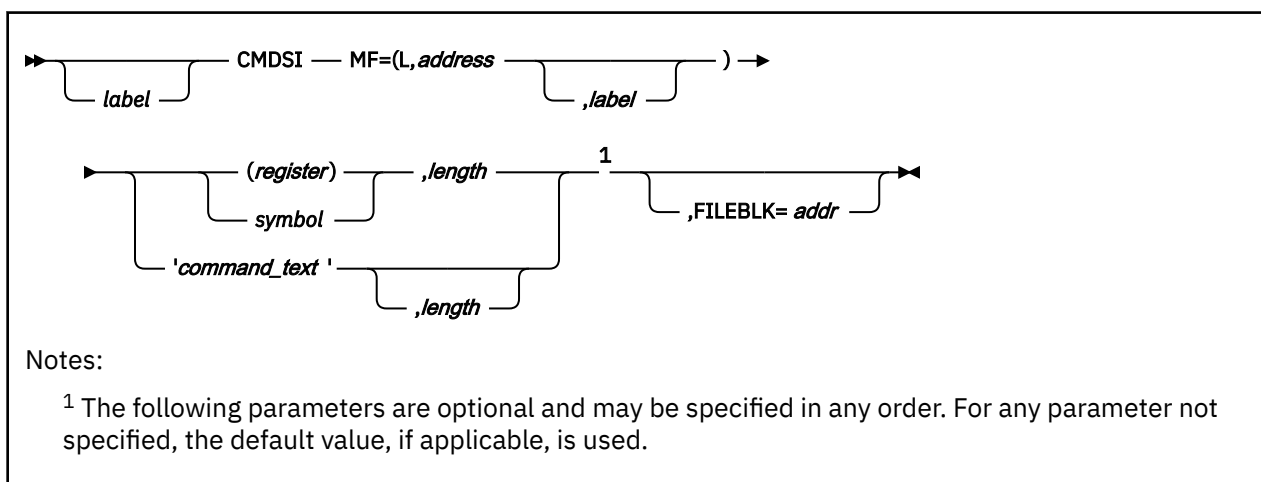 CMDSI MF=(L,address )
label ,label
1
(register) ,length
symbol ,FILEBLK= addr
'command_text '
,length
Notes:
1 The following parameters are optional and may be specified in any order. For any parameter not
specified, the default value, if applicable, is used.